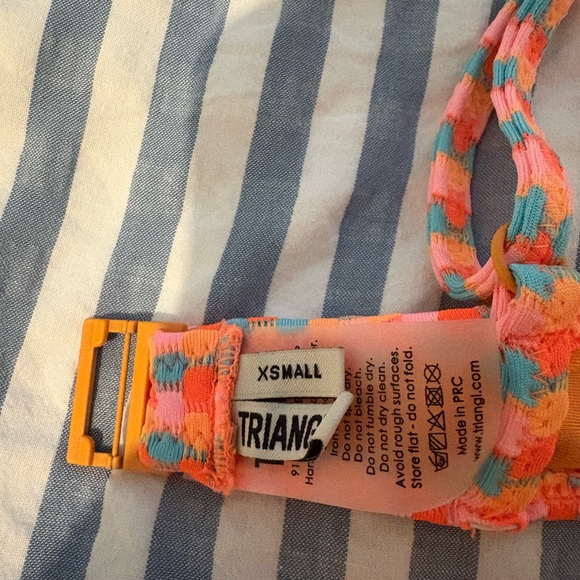 XSMALL
TRIANG
Do not bleach.
Do not tumble dry.
Do not dry clean.
Avoid rough surfaces.
Store flat - do not fold.
Made in PRC
www.triangl.com